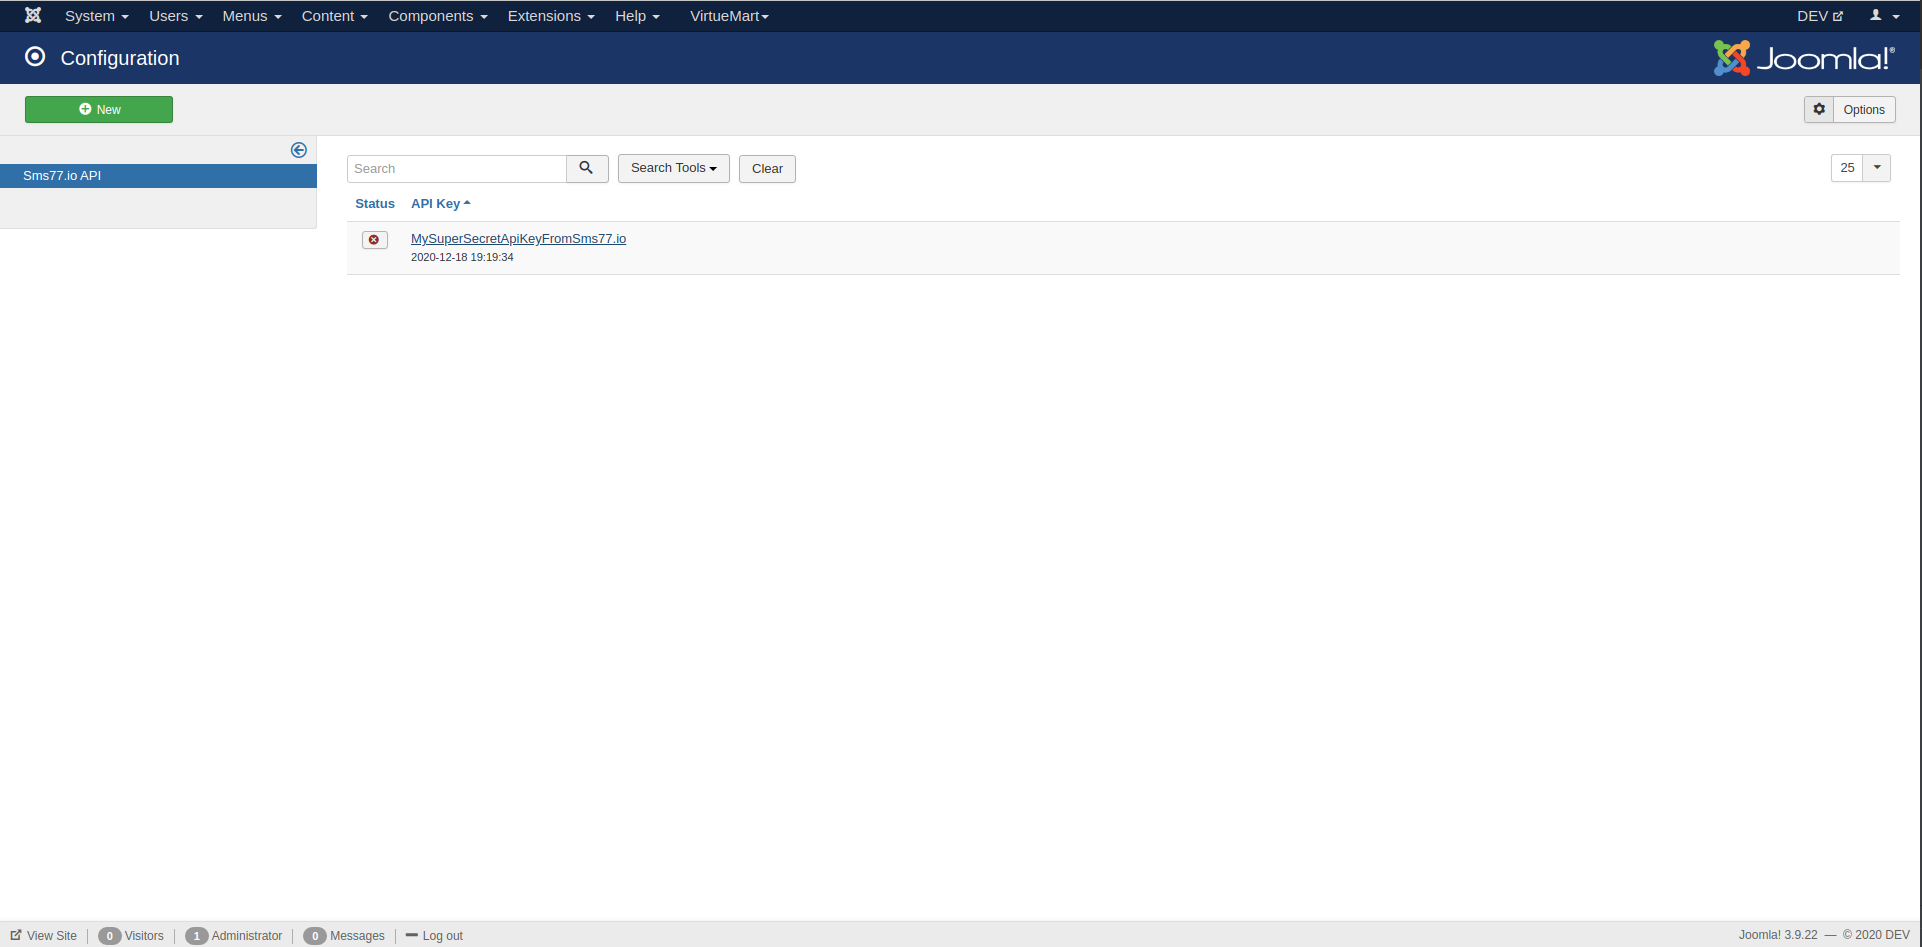 System Users Menus Content Components Extensions Help VirtueMart DEV
Configuration Joomla!®
New Options
Sms77.io API
Search Search Tools Clear 25
Status API Key
MySuperSecretApiKeyFromSms77.io
2020-12-18 19:19:34
View Site 0 Visitors 1 Administrator 0 Messages Log out Joomla! 3.9.22 — © 2020 DEV